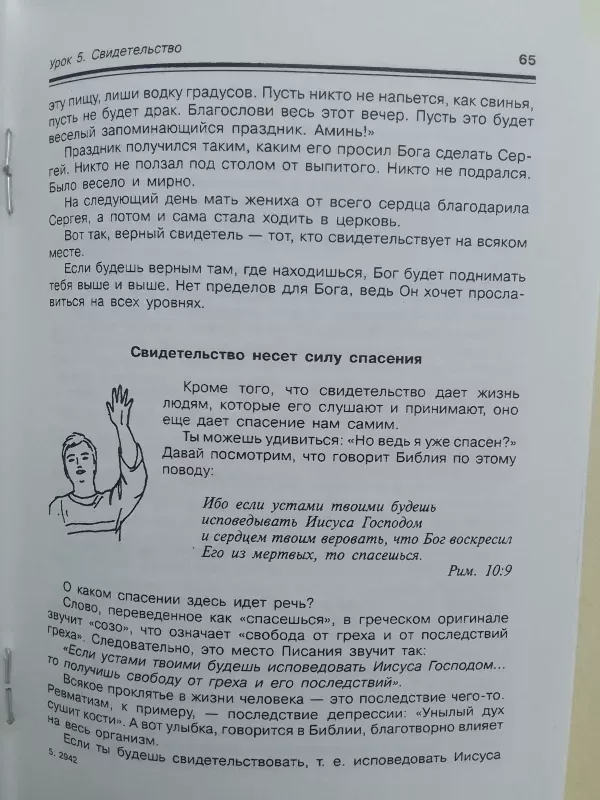 Урок 5. Свидетельство
65
эту пищу, лиши водку градусов. Пусть никто не напьется, как свинья,
пусть не будет драк. Благослови весь этот вечер. Пусть это будет
веселый запоминающийся праздник. Аминь!»
Праздник получился таким, каким его просил Бога сделать Сер-
гей. Никто не ползал под столом от выпитого. Никто не подрался.
Было весело и мирно.
На следующий день мать жениха от всего сердца благодарила
Сергея, а потом и сама стала ходить в церковь.
Вот так, верный свидетель — тот, кто свидетельствует на всяком
месте.
Если будешь верным там, где находишься, Бог будет поднимать
тебя выше и выше. Нет пределов для Бога, ведь Он хочет просла-
виться на всех уровнях.
Свидетельство несет силу спасения
Кроме того, что свидетельство дает жизнь
людям, которые его слушают и принимают, оно
еще дает спасение нам самим.
Ты можешь удивиться: «Но ведь я уже спасен?»
Давай посмотрим, что говорит Библия по этому
поводу:
Ибо если устами твоими будешь
исповедывать Иисуса Господом
и сердцем твоим веровать, что Бог воскресил
Его из мертвых, то спасешься.
Рим. 10:9
О каком спасении здесь идет речь?
Слово, переведенное как «спасешься», в греческом оригинале
звучит «созо», что означает «свобода от греха и от последствий
греха». Следовательно, это место Писания звучит так:
«Если устами твоими будешь исповедовать Иисуса Господом...
то получишь свободу от греха и его последствий».
Всякое проклятье в жизни человека — это последствие чего-то.
Ревматизм, к примеру, — последствие депрессии: «Унылый дух
сушит кости». А вот улыбка, говорится в Библии, благотворно влияет
на весь организм.
Если ты будешь свидетельствовать, т. е. исповедовать Иисуса
5. 2942